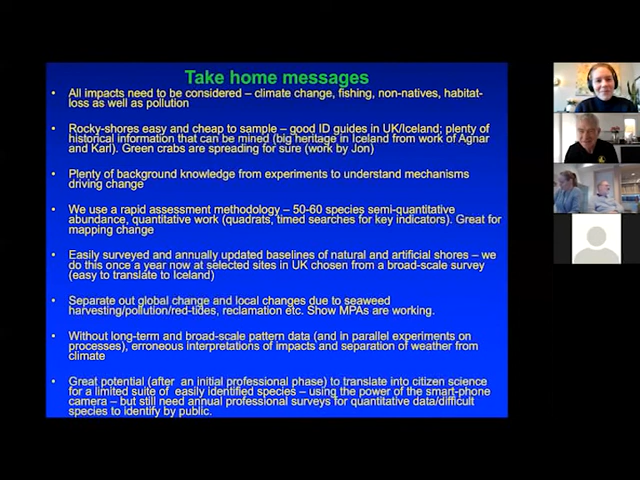 Take home messages
• All impacts need to be considered – climate change, fishing, non-natives, habitat-
loss as well as pollution
• Rocky-shores easy and cheap to sample – good ID guides in UK/Iceland; plenty of
historical information that can be mined (big heritage in Iceland from work of Agnar
and Karl). Green crabs are spreading for sure (work by Jon)
• Plenty of background knowledge from experiments to understand mechanisms
driving change
• We use a rapid assessment methodology – 50-60 species semi-quantitative
abundance, quantitative work (quadrats, timed searches for key indicators). Great for
mapping change
• Easily surveyed and annually updated baselines of natural and artificial shores – we
do this once a year now at selected sites in UK chosen from a broad-scale survey
(easy to translate to Iceland)
• Separate out global change and local changes due to seaweed
harvesting/pollution/red-tides, reclamation etc. Show MPAs are working.
• Without long-term and broad-scale pattern data (and in parallel experiments on
processes), erroneous interpretations of impacts and separation of weather from
climate
• Great potential (after an initial professional phase) to translate into citizen science
for a limited suite of easily identified species – using the power of the smart-phone
camera – but still need annual professional surveys for quantitative data/difficult
species to identify by public.